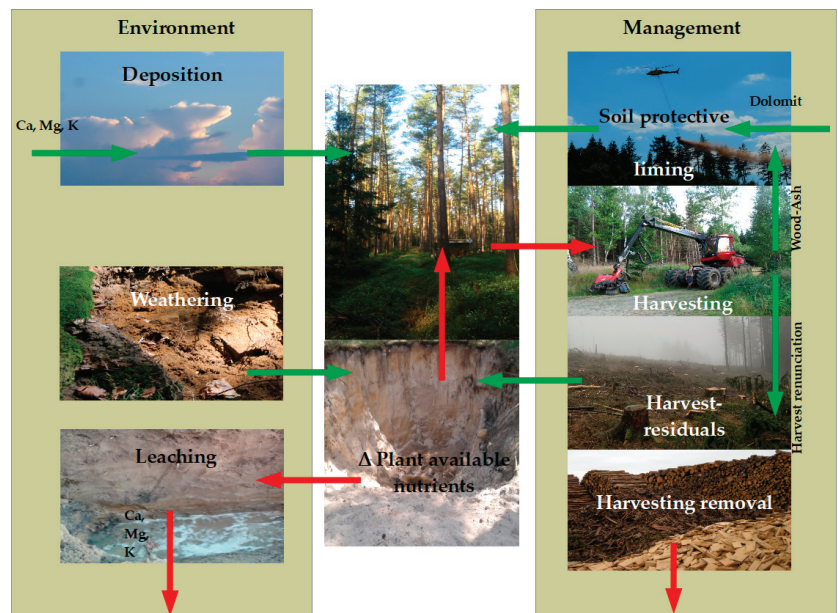 Environment
Deposition
Ca, Mg, K
Weathering
Leaching
Ca,
Mg,
K
Δ Plant available
nutrients
Management
Dolomit
Soil protective
liming
Wood-Ash
Harvesting
Harvest renunciation
Harvest-
residuals
Harvesting removal